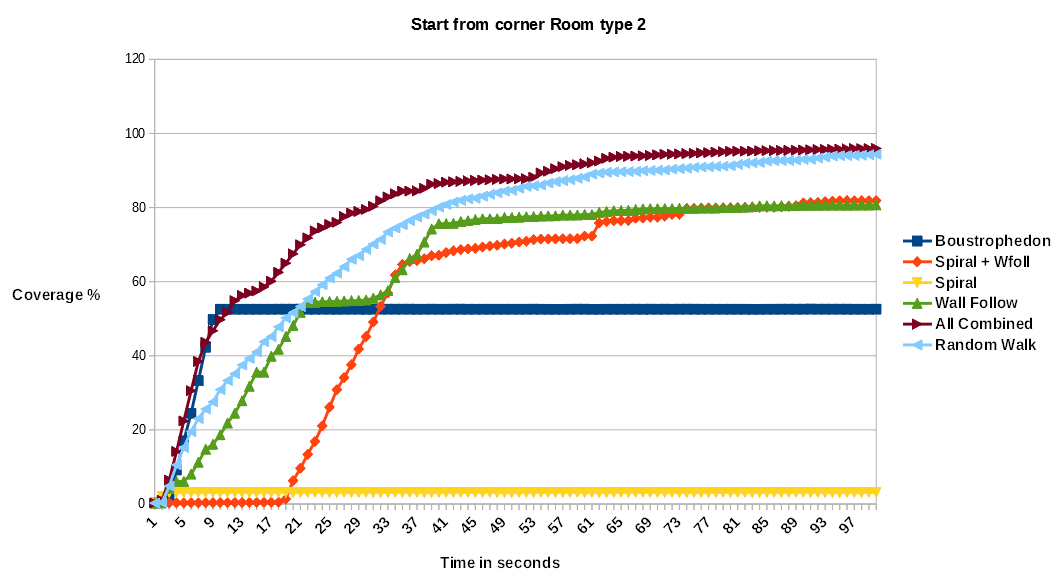 Start from corner Room type 2
120
100
80
60
40
20
0
Coverage %
1 5 9 13 17 21 25 29 33 37 41 45 49 53 57 61 65 69 73 77 81 85 89 93 97
Time in seconds
Boustrophedon
Spiral + Wfoll
Spiral
Wall Follow
All Combined
Random Walk